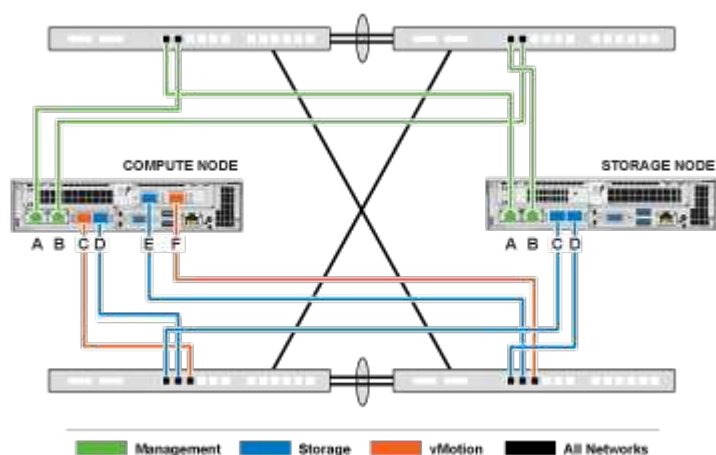 COMPUTE NODE
STORAGE NODE
A B C D E F
A B C D
Management Storage vMotion All Networks